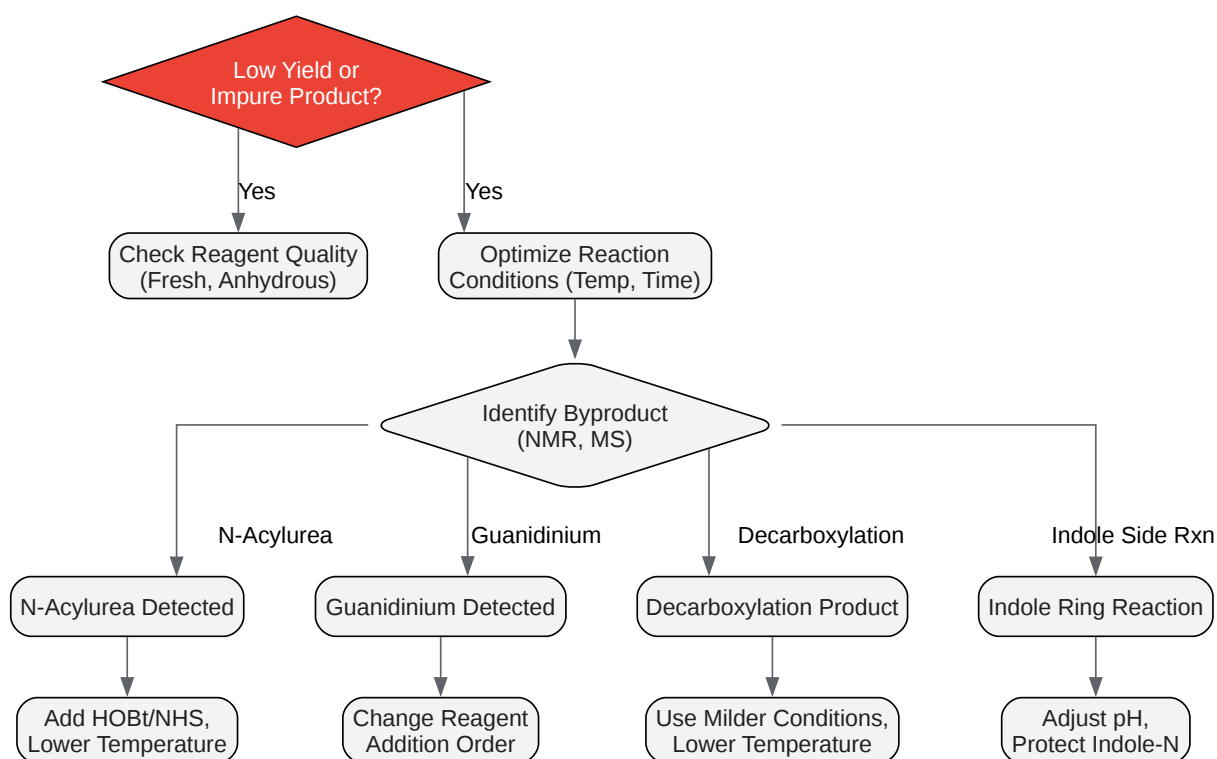 Low Yield or
Impure Product?
Yes
Yes
Check Reagent Quality
(Fresh, Anhydrous)
Optimize Reaction
Conditions (Temp, Time)
Identify Byproduct
(NMR, MS)
N-Acylurea
Guanidinium
Decarboxylation
Indole Side Rxn
N-Acylurea Detected
Guanidinium Detected
Decarboxylation Product
Indole Ring Reaction
Add HOBt/NHS,
Lower Temperature
Change Reagent
Addition Order
Use Milder Conditions,
Lower Temperature
Adjust pH,
Protect Indole-N